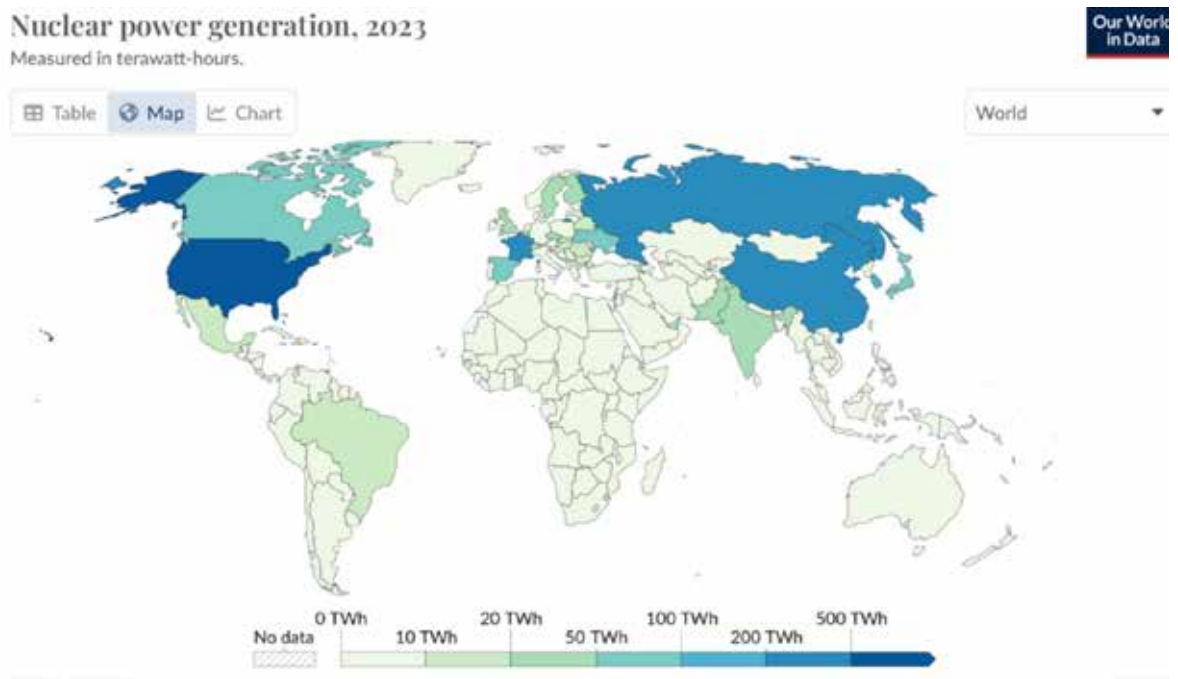 Nuclear power generation, 2023
Measured in terawatt-hours.
Our World
in Data
Table Map Chart
World
0 TWh 20 TWh 100 TWh 500 TWh
No data 10 TWh 50 TWh 200 TWh